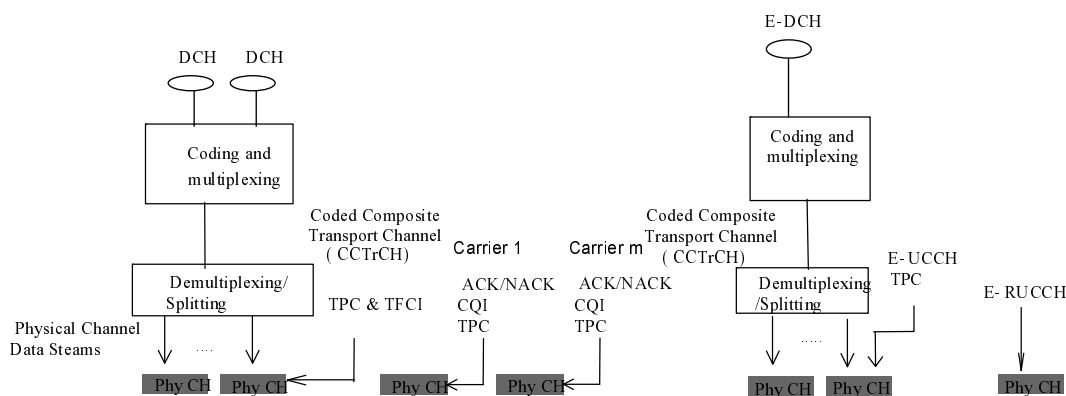 E-DCH
DCH
DCH
Coding and
multiplexing
Coding and
multiplexing
Coded Composite
Transport Channel
( CCTrCH)
Carrier 1
Carrier m
Coded Composite
Transport Channel
( CCTrCH)
Demultiplexing/
Splitting
TPC & TFCI
ACK/NACK
CQI
TPC
ACK/NACK
CQI
TPC
Demultiplexing
/Splitting
E- UCCH
TPC
E- RUCCH
Physical Channel
Data Steams
....
.....
Phy CH
Phy CH
Phy CH
Phy CH
Phy CH
Phy CH
Phy CH